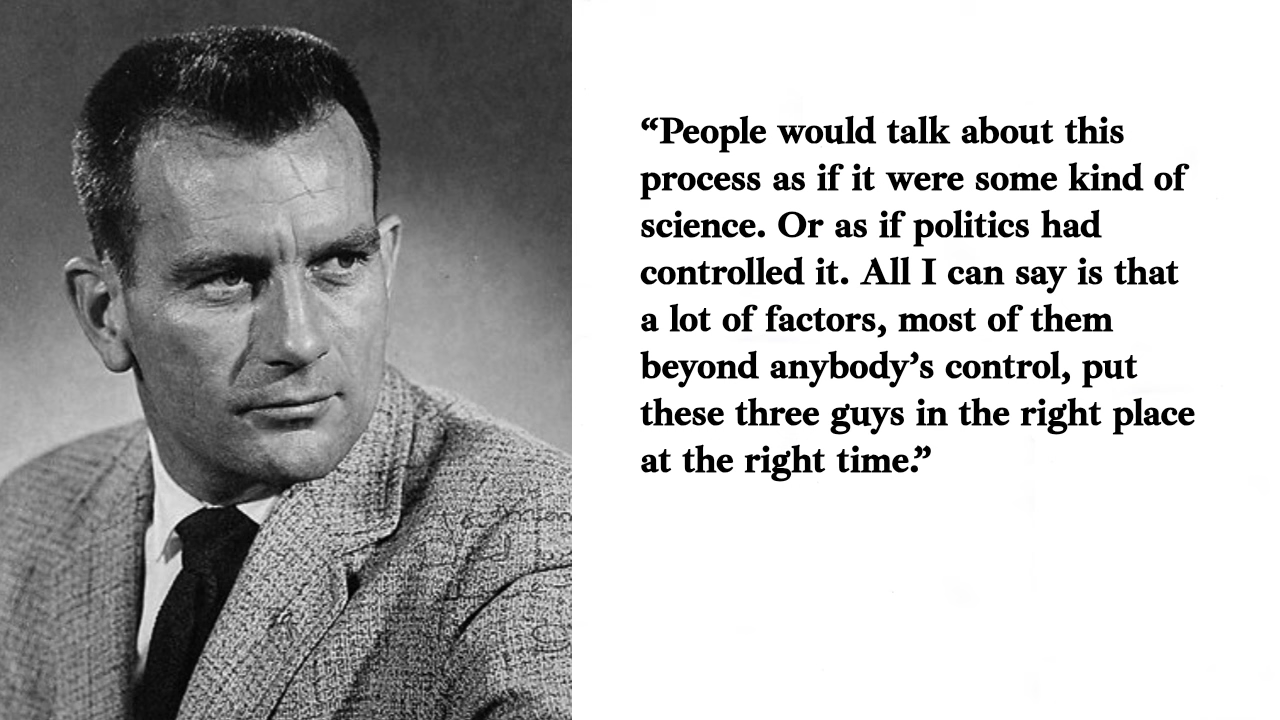 “People would talk about this
process as if it were some kind of
science. Or as if politics had
controlled it. All I can say is that
a lot of factors, most of them
beyond anybody’s control, put
these three guys in the right place
at the right time.”